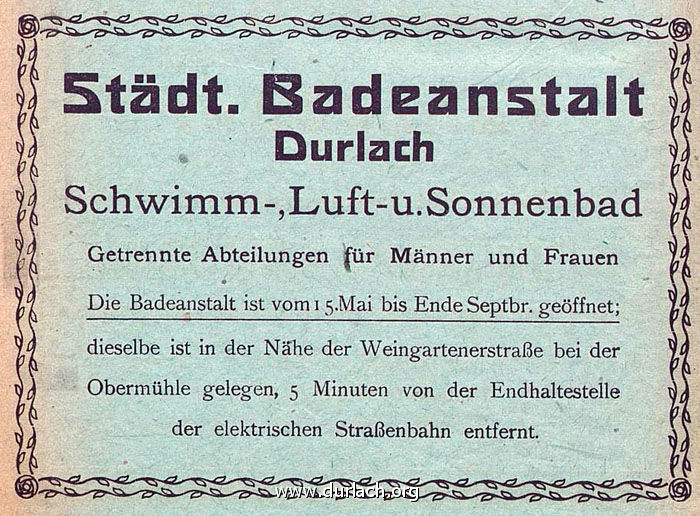 Städt. Badeanstalt
Durlach
Schwimm-, Luft- u. Sonnenbad
Getrennte Abteilungen für Männer und Frauen
Die Badeanstalt ist vom 15. Mai bis Ende Septbr. geöffnet;
dieselbe ist in der Nähe der Weingartenerstraße bei der
Obermühle gelegen, 5 Minuten von der Endhaltestelle
der elektrischen Straßenbahn entfernt.
www.durlach.org